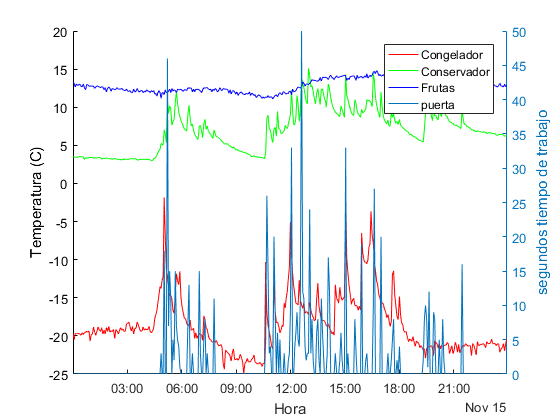 20
15
10
5
0
-5
-10
-15
-20
-25
Temperatura (C)
50
45
40
35
30
25
20
15
10
5
0
segundos tiempo de trabajo
Congelador
Conservador
Frutas
puerta
03:00 06:00 09:00 12:00 15:00 18:00 21:00
Hora
Nov 15